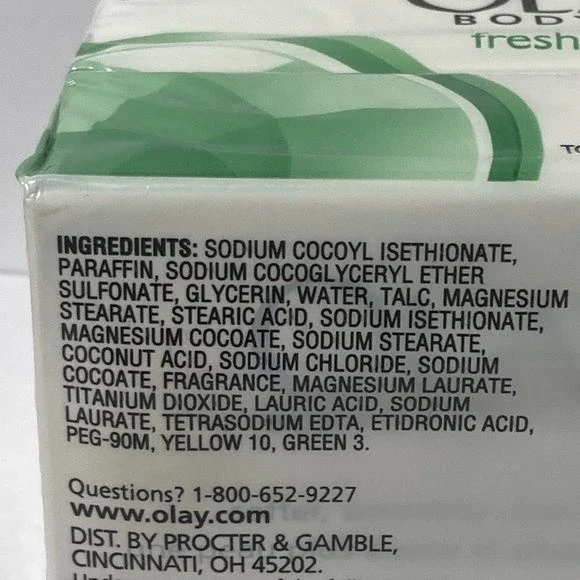 BODY
fresh
INGREDIENTS: SODIUM COCOYL ISETHIONATE,
PARAFFIN, SODIUM COCOGLYCERYL ETHER
SULFONATE, GLYCERIN, WATER, TALC, MAGNESIUM
STEARATE, STEARIC ACID, SODIUM ISETHIONATE,
MAGNESIUM COCOATE, SODIUM STEARATE,
COCONUT ACID, SODIUM CHLORIDE, SODIUM
COCOATE, FRAGRANCE, MAGNESIUM LAURATE,
TITANIUM DIOXIDE, LAURIC ACID, SODIUM
LAURATE, TETRASODIUM EDTA, ETIDRONIC ACID,
PEG-90M, YELLOW 10, GREEN 3.
Questions? 1-800-652-9227
www.olay.com
DIST. BY PROCTER & GAMBLE,
CINCINNATI, OH 45202.